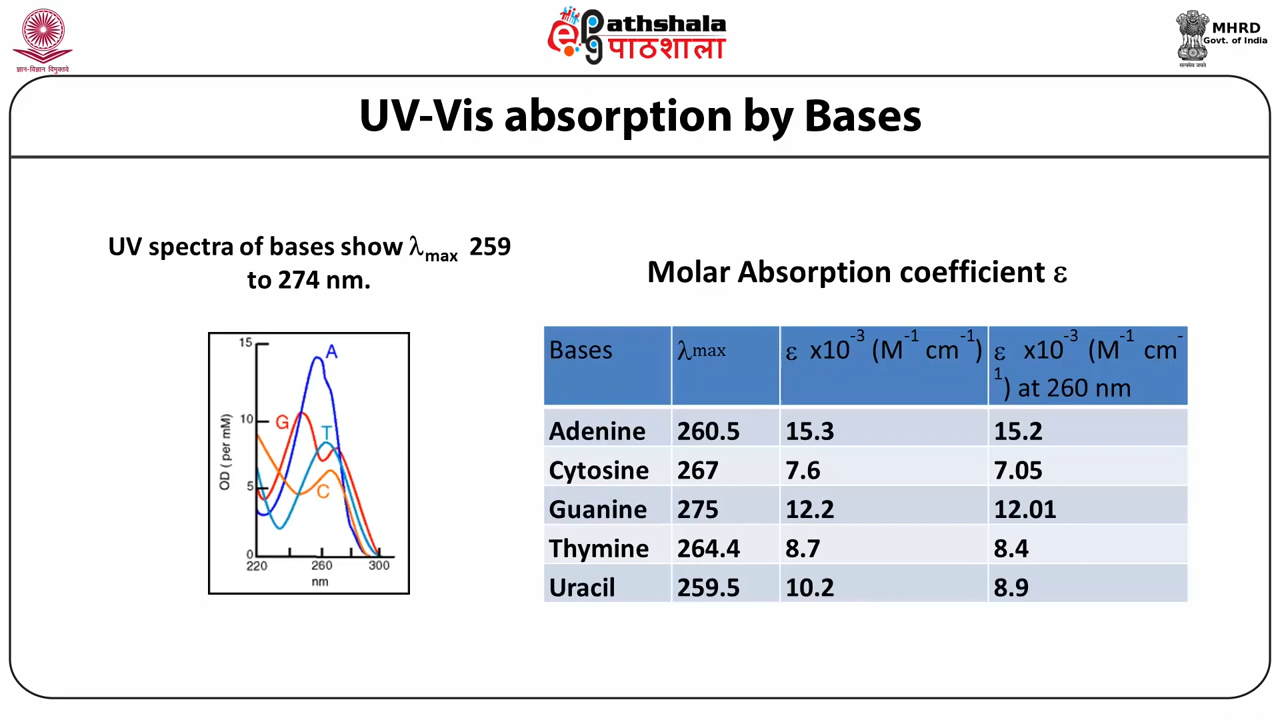 ज्ञान-विज्ञान विमुक्तये
ePathshala
पाठशाला
MHRD
Govt. of India
सत्यमेव जयते
UV-Vis absorption by Bases
UV spectra of bases show λmax 259
to 274 nm.
15
10
5
0
OD ( per mM)
A
G
T
C
220
260
300
nm
Molar Absorption coefficient ε
Bases λmax ε x10-3 (M-1 cm-1) ε x10-3 (M-1 cm-
1) at 260 nm
Adenine 260.5 15.3 15.2
Cytosine 267 7.6 7.05
Guanine 275 12.2 12.01
Thymine 264.4 8.7 8.4
Uracil 259.5 10.2 8.9